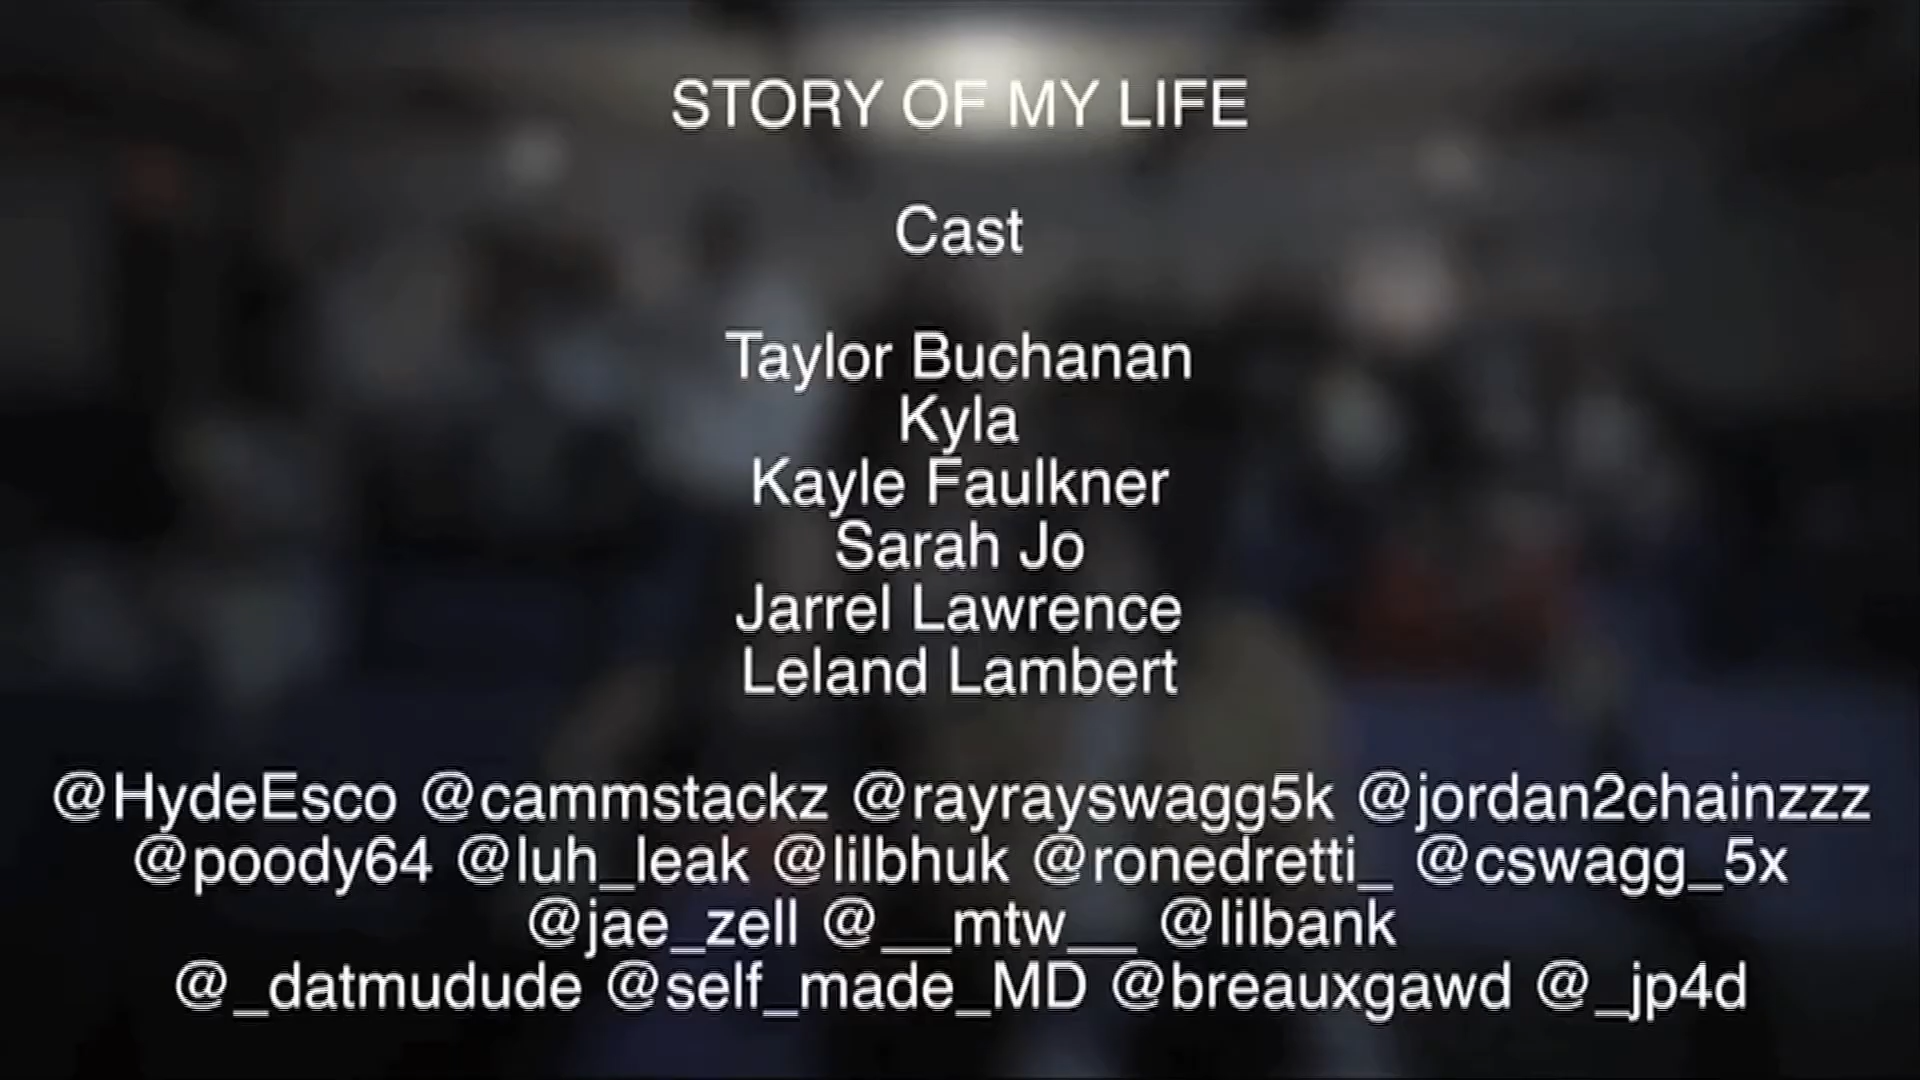 STORY OF MY LIFE
Cast
Taylor Buchanan
Kyla
Kayle Faulkner
Sarah Jo
Jarrel Lawrence
Leland Lambert
@HydeEsco @cammstackz @rayrayswagg5k @jordan2chainzzz
@poody64 @luh_leak @lilbhuk @ronedretti_ @cswagg_5x
@jae_zell @__mtw__ @lilbank
@_datmudude @self_made_MD @breauxgawd @_jp4d